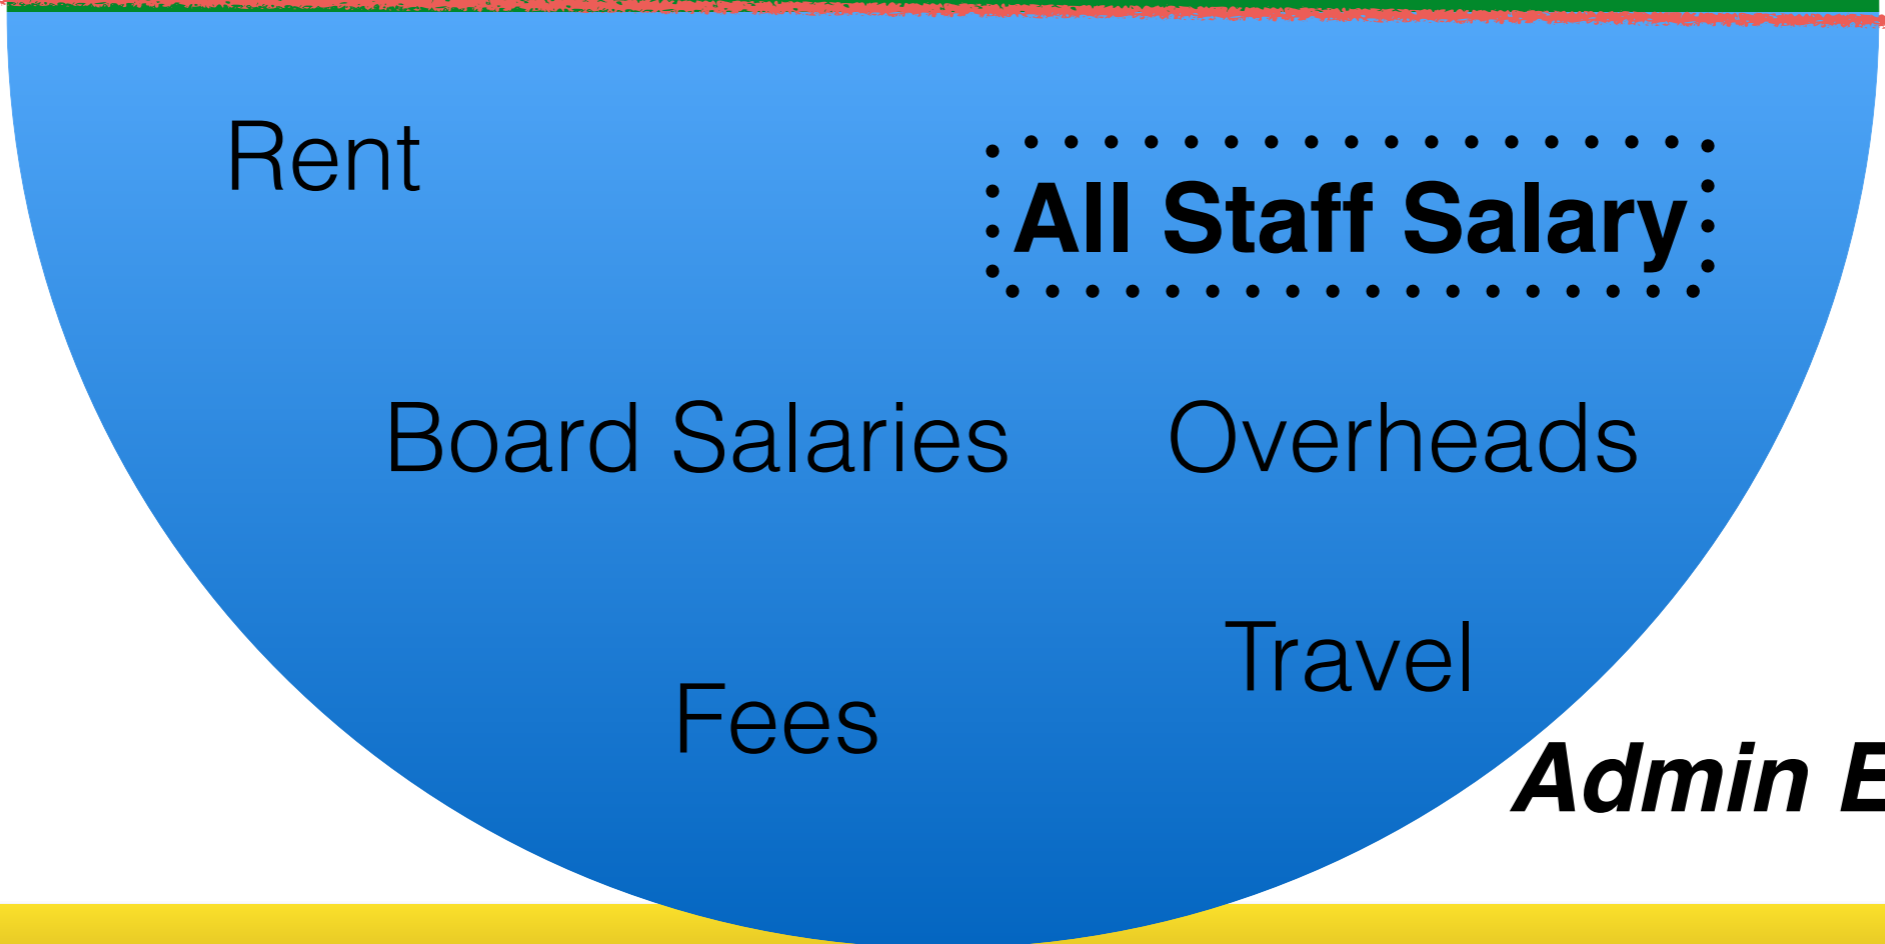 Rent
All Staff Salary
Board Salaries
Overheads
Travel
Fees
Admin E